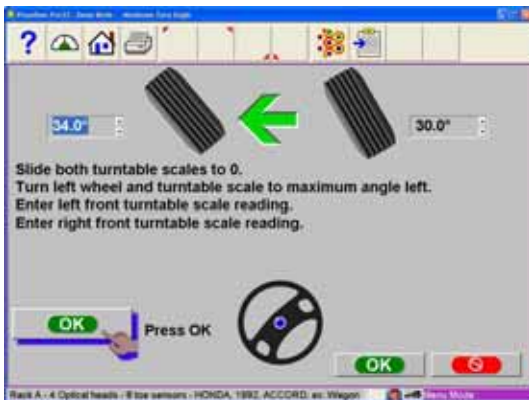 34.0°
30.0°
Slide both turntable scales to 0.
Turn left wheel and turntable scale to maximum angle left.
Enter left front turntable scale reading.
Enter right front turntable scale reading.
OK
Press OK
OK
Rack A - 4 Optical heads - 8 toe sensors - HONDA, 1992, ACCORD, ex: Wagon
Menu Mode